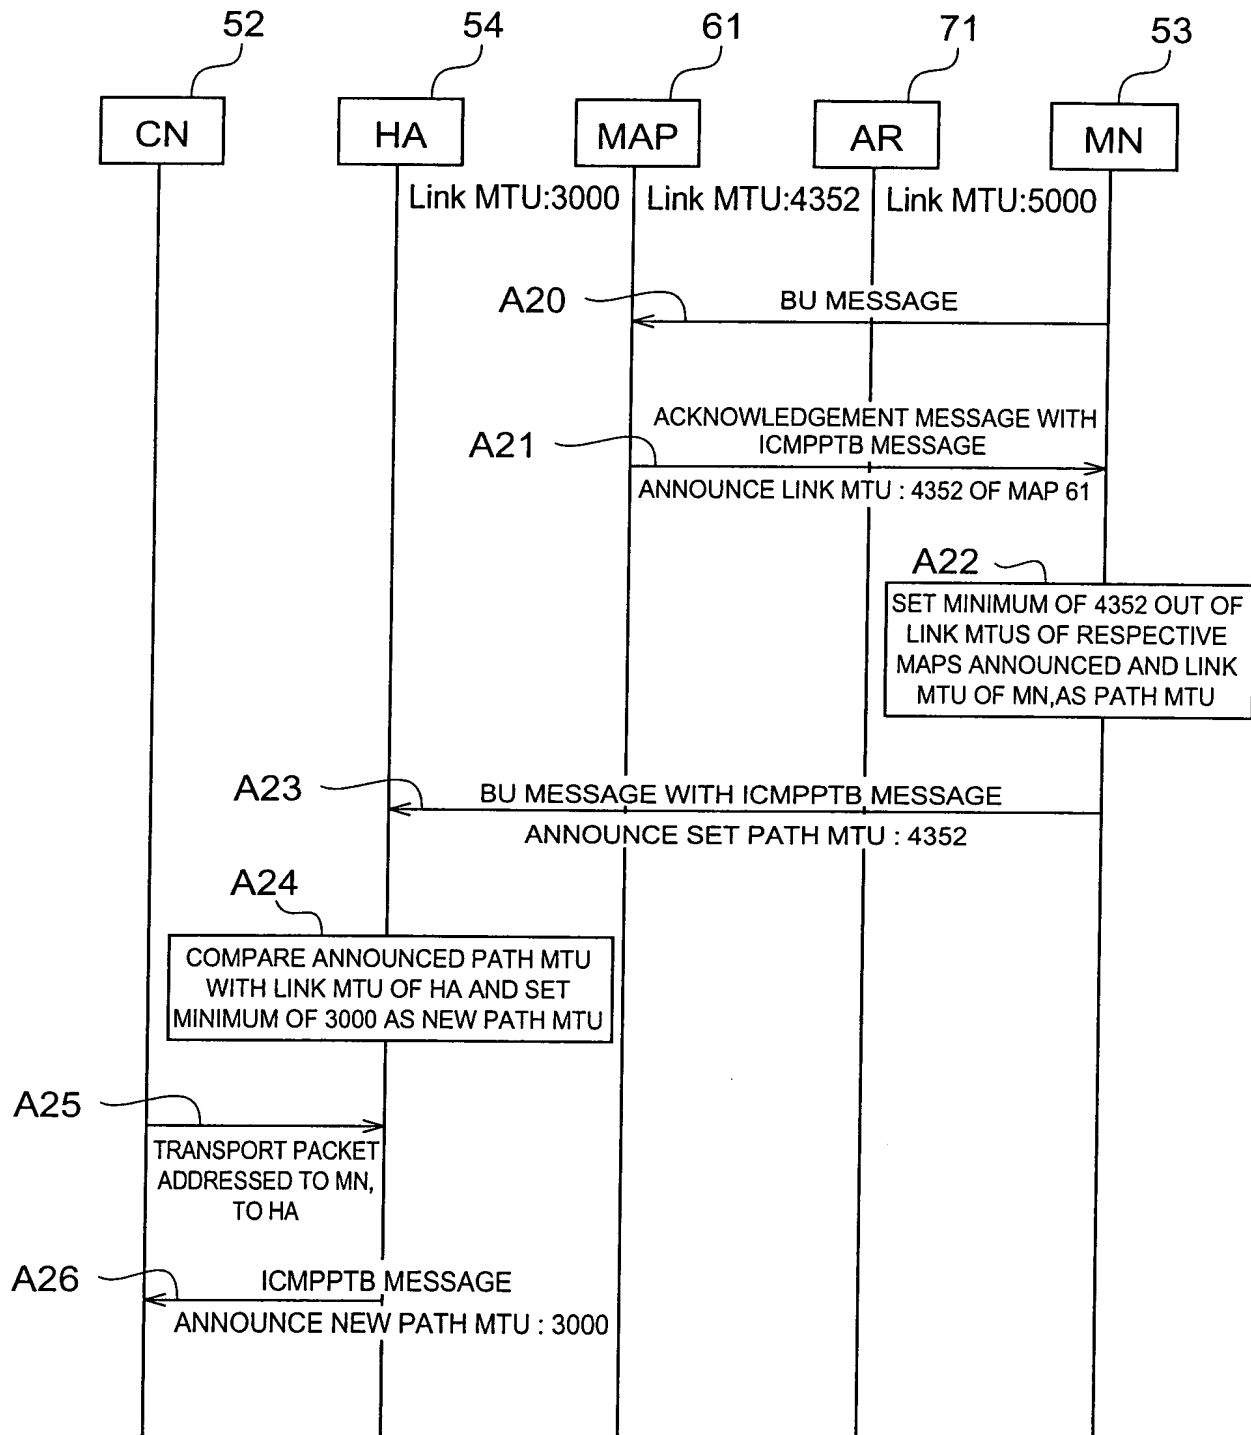 52
54
61
71
53
CN
HA
MAP
AR
MN
Link MTU:3000
Link MTU:4352
Link MTU:5000
A20
BU MESSAGE
ACKNOWLEDGEMENT MESSAGE WITH
ICMPPTB MESSAGE
A21
ANNOUNCE LINK MTU : 4352 OF MAP 61
A22
SET MINIMUM OF 4352 OUT OF
LINK MTUS OF RESPECTIVE
MAPS ANNOUNCED AND LINK
MTU OF MN,AS PATH MTU
A23
BU MESSAGE WITH ICMPPTB MESSAGE
ANNOUNCE SET PATH MTU : 4352
A24
COMPARE ANNOUNCED PATH MTU
WITH LINK MTU OF HA AND SET
MINIMUM OF 3000 AS NEW PATH MTU
A25
TRANSPORT PACKET
ADDRESSED TO MN,
TO HA
A26
ICMPPTB MESSAGE
ANNOUNCE NEW PATH MTU : 3000